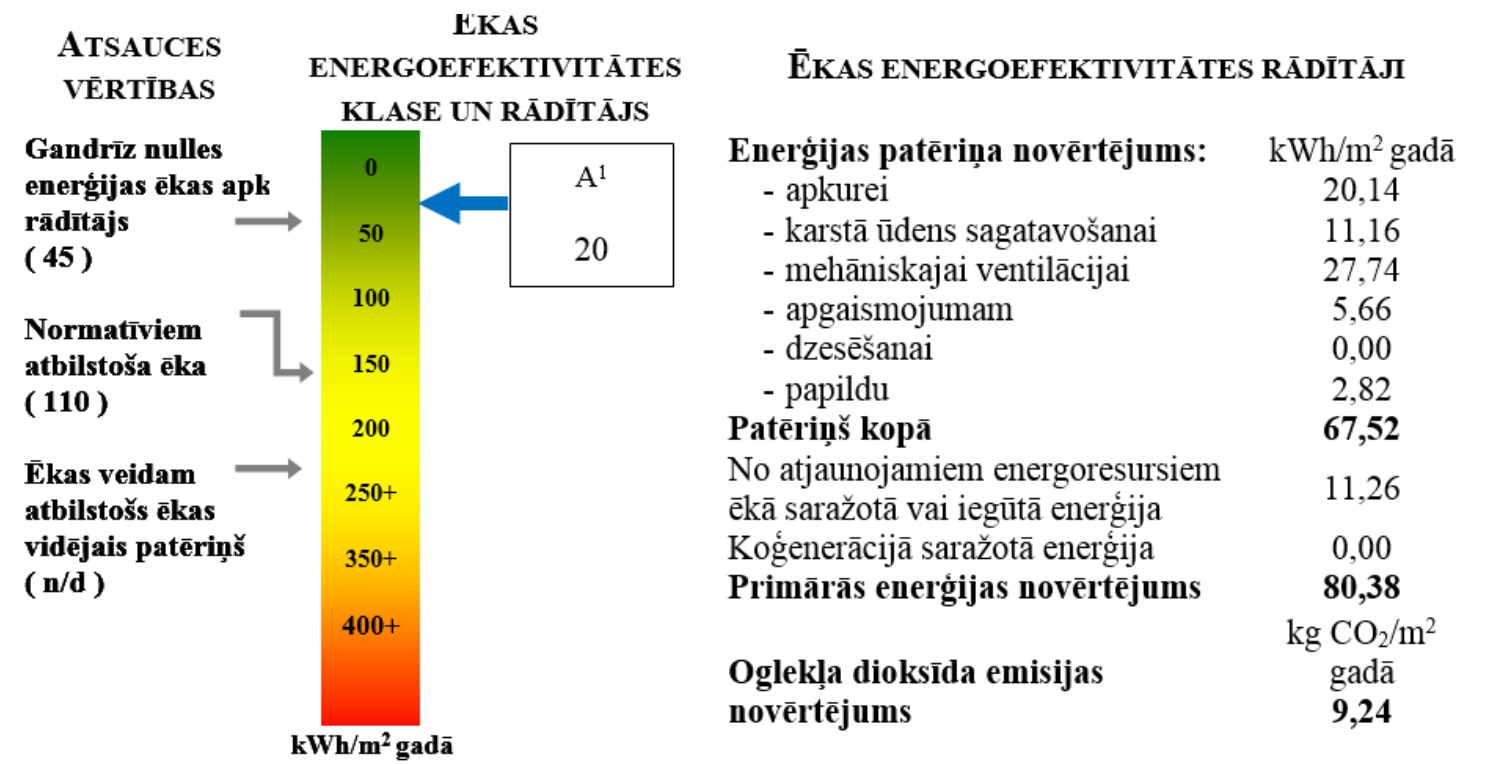 ATSAUCES
VĒRTĪBAS
Gandrīz nulles
enerģijas ēkas apk
rādītājs
( 45 )
Normatīviem
atbilstoša ēka
( 110 )
Ēkas veidam
atbilstošs ēkas
vidējais patēriņš
( n/d )
ĒKAS
ENERGOEFEKTIVITĀTES
KLASE UN RĀDĪTĀJS
0
50
100
150
200
250+
350+
400+
kWh/m² gadā
A¹
20
ĒKAS ENERGOEFEKTIVITĀTES RĀDĪTĀJI
Enerģijas patēriņa novērtējums: kWh/m² gadā
- apkurei 20,14
- karstā ūdens sagatavošanai 11,16
- mehāniskajai ventilācijai 27,74
- apgaismojumam 5,66
- dzesēšanai 0,00
- papildu 2,82
Patēriņš kopā 67,52
No atjaunojamiem energoresursiem
ēkā saražotā vai iegūtā enerģija 11,26
Koģenerācijā saražotā enerģija 0,00
Primārās enerģijas novērtējums 80,38
kg CO₂/m²
gadā
Oglekļa dioksīda emisijas
novērtējums 9,24